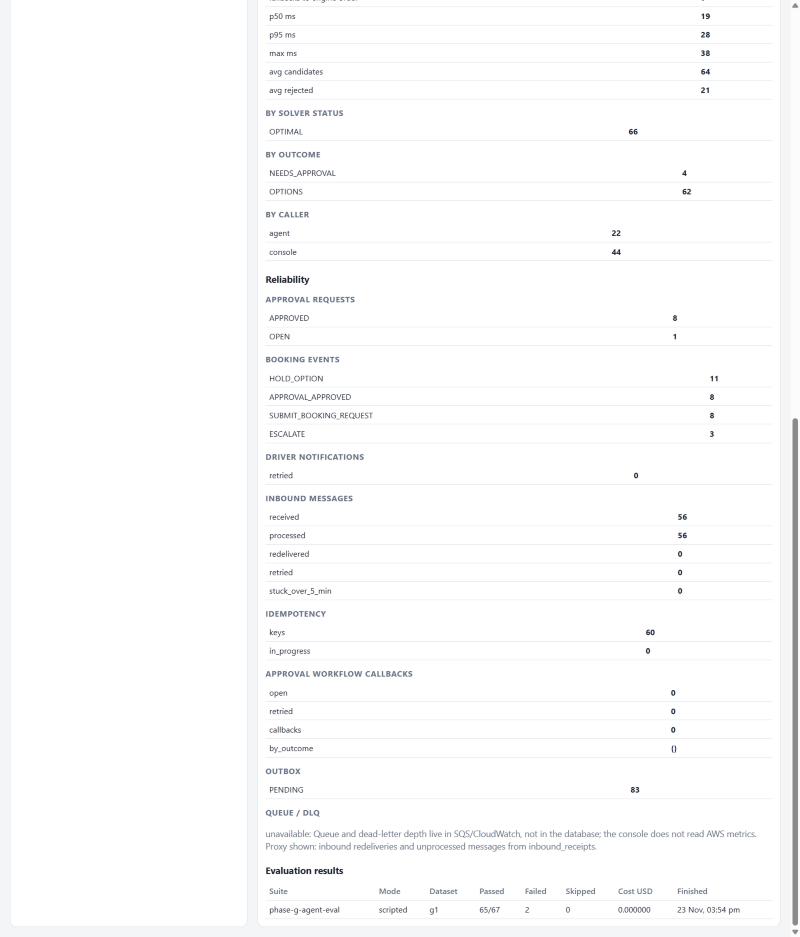 p50 ms 19
p95 ms 28
max ms 38
avg candidates 64
avg rejected 21
BY SOLVER STATUS
OPTIMAL 66
BY OUTCOME
NEEDS_APPROVAL 4
OPTIONS 62
BY CALLER
agent 22
console 44
Reliability
APPROVAL REQUESTS
APPROVED 8
OPEN 1
BOOKING EVENTS
HOLD_OPTION 11
APPROVAL_APPROVED 8
SUBMIT_BOOKING_REQUEST 8
ESCALATE 3
DRIVER NOTIFICATIONS
retried 0
INBOUND MESSAGES
received 56
processed 56
redelivered 0
retried 0
stuck_over_5_min 0
IDEMPOTENCY
keys 60
in_progress 0
APPROVAL WORKFLOW CALLBACKS
open 0
retried 0
callbacks 0
by_outcome {}
OUTBOX
PENDING 83
QUEUE / DLQ
unavailable: Queue and dead-letter depth live in SQS/CloudWatch, not in the database; the console does not read AWS metrics.
Proxy shown: inbound redeliveries and unprocessed messages from inbound_receipts.
Evaluation results
Suite Mode Dataset Passed Failed Skipped Cost USD Finished
phase-g-agent-eval scripted g1 65/67 2 0 0.000000 23 Nov, 03:54 pm